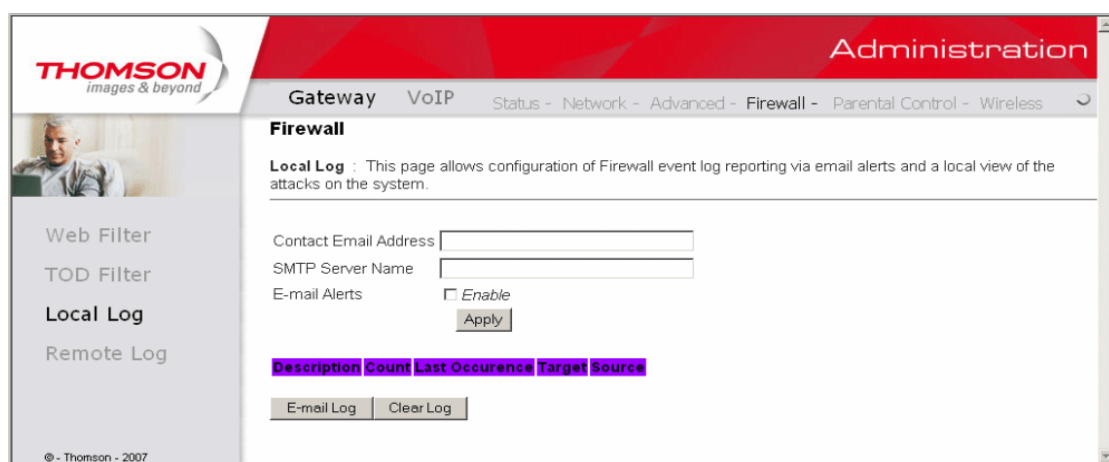 THOMSON
images & beyond
Administration
Gateway VoIP Status - Network - Advanced - Firewall - Parental Control - Wireless
Firewall
Local Log : This page allows configuration of Firewall event log reporting via email alerts and a local view of the
attacks on the system.
Web Filter
TOD Filter
Local Log
Remote Log
Contact Email Address
SMTP Server Name
E-mail Alerts Enable
Apply
Description Count Last Occurence Target Source
E-mail Log Clear Log
© - Thomson - 2007